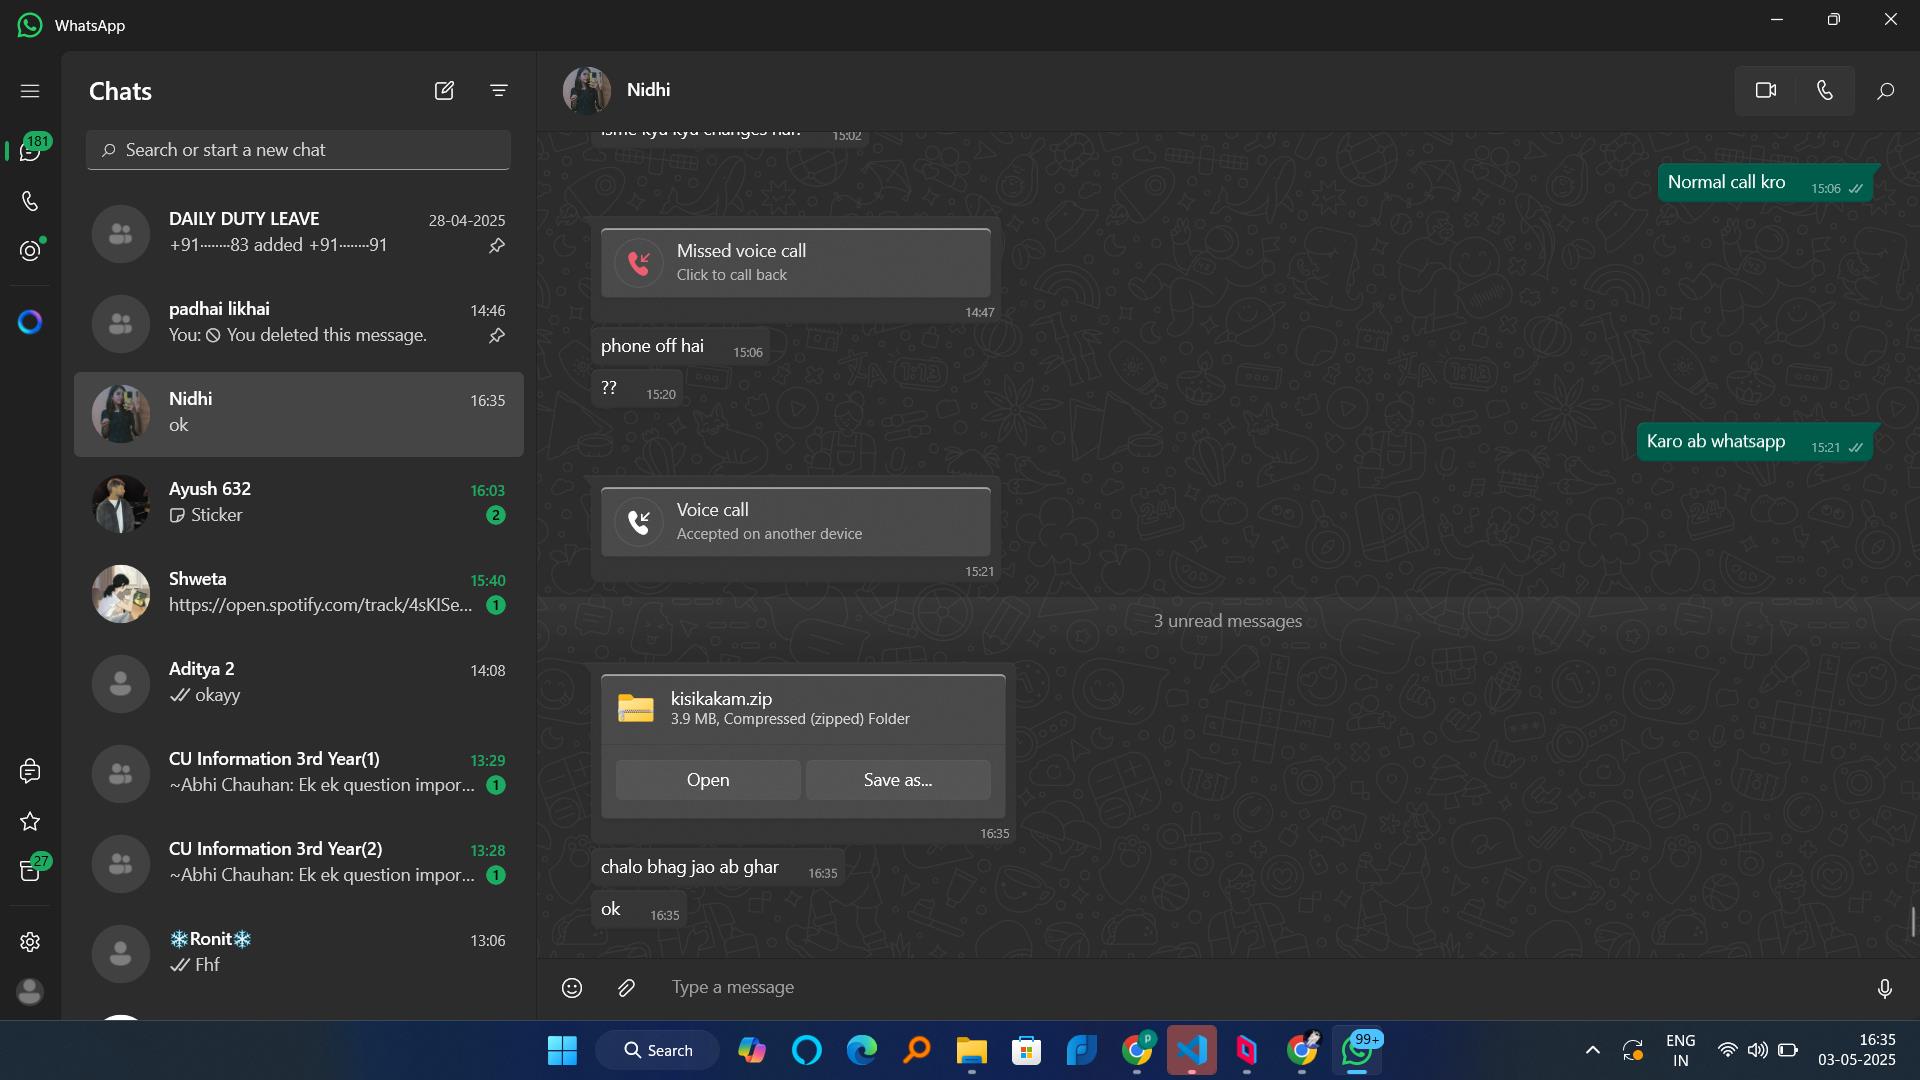 WhatsApp
Chats
Search or start a new chat
181
27
DAILY DUTY LEAVE
28-04-2025
+91········83 added +91········91
padhai likhai
14:46
You: You deleted this message.
Nidhi
16:35
ok
Ayush 632
16:03
Sticker
2
Shweta
15:40
https://open.spotify.com/track/4sKISe...
1
Aditya 2
14:08
okayy
CU Information 3rd Year(1)
13:29
~Abhi Chauhan: Ek ek question impor...
1
CU Information 3rd Year(2)
13:28
~Abhi Chauhan: Ek ek question impor...
1
❄️Ronit❄️
13:06
Fhf
Nidhi
15:02
Normal call kro
15:06
Missed voice call
Click to call back
14:47
phone off hai
15:06
??
15:20
Karo ab whatsapp
15:21
Voice call
Accepted on another device
15:21
3 unread messages
kisikakam.zip
3.9 MB, Compressed (zipped) Folder
Open
Save as...
16:35
chalo bhag jao ab ghar
16:35
ok
16:35
Type a message
Search
P
99+
ENG
IN
16:35
03-05-2025